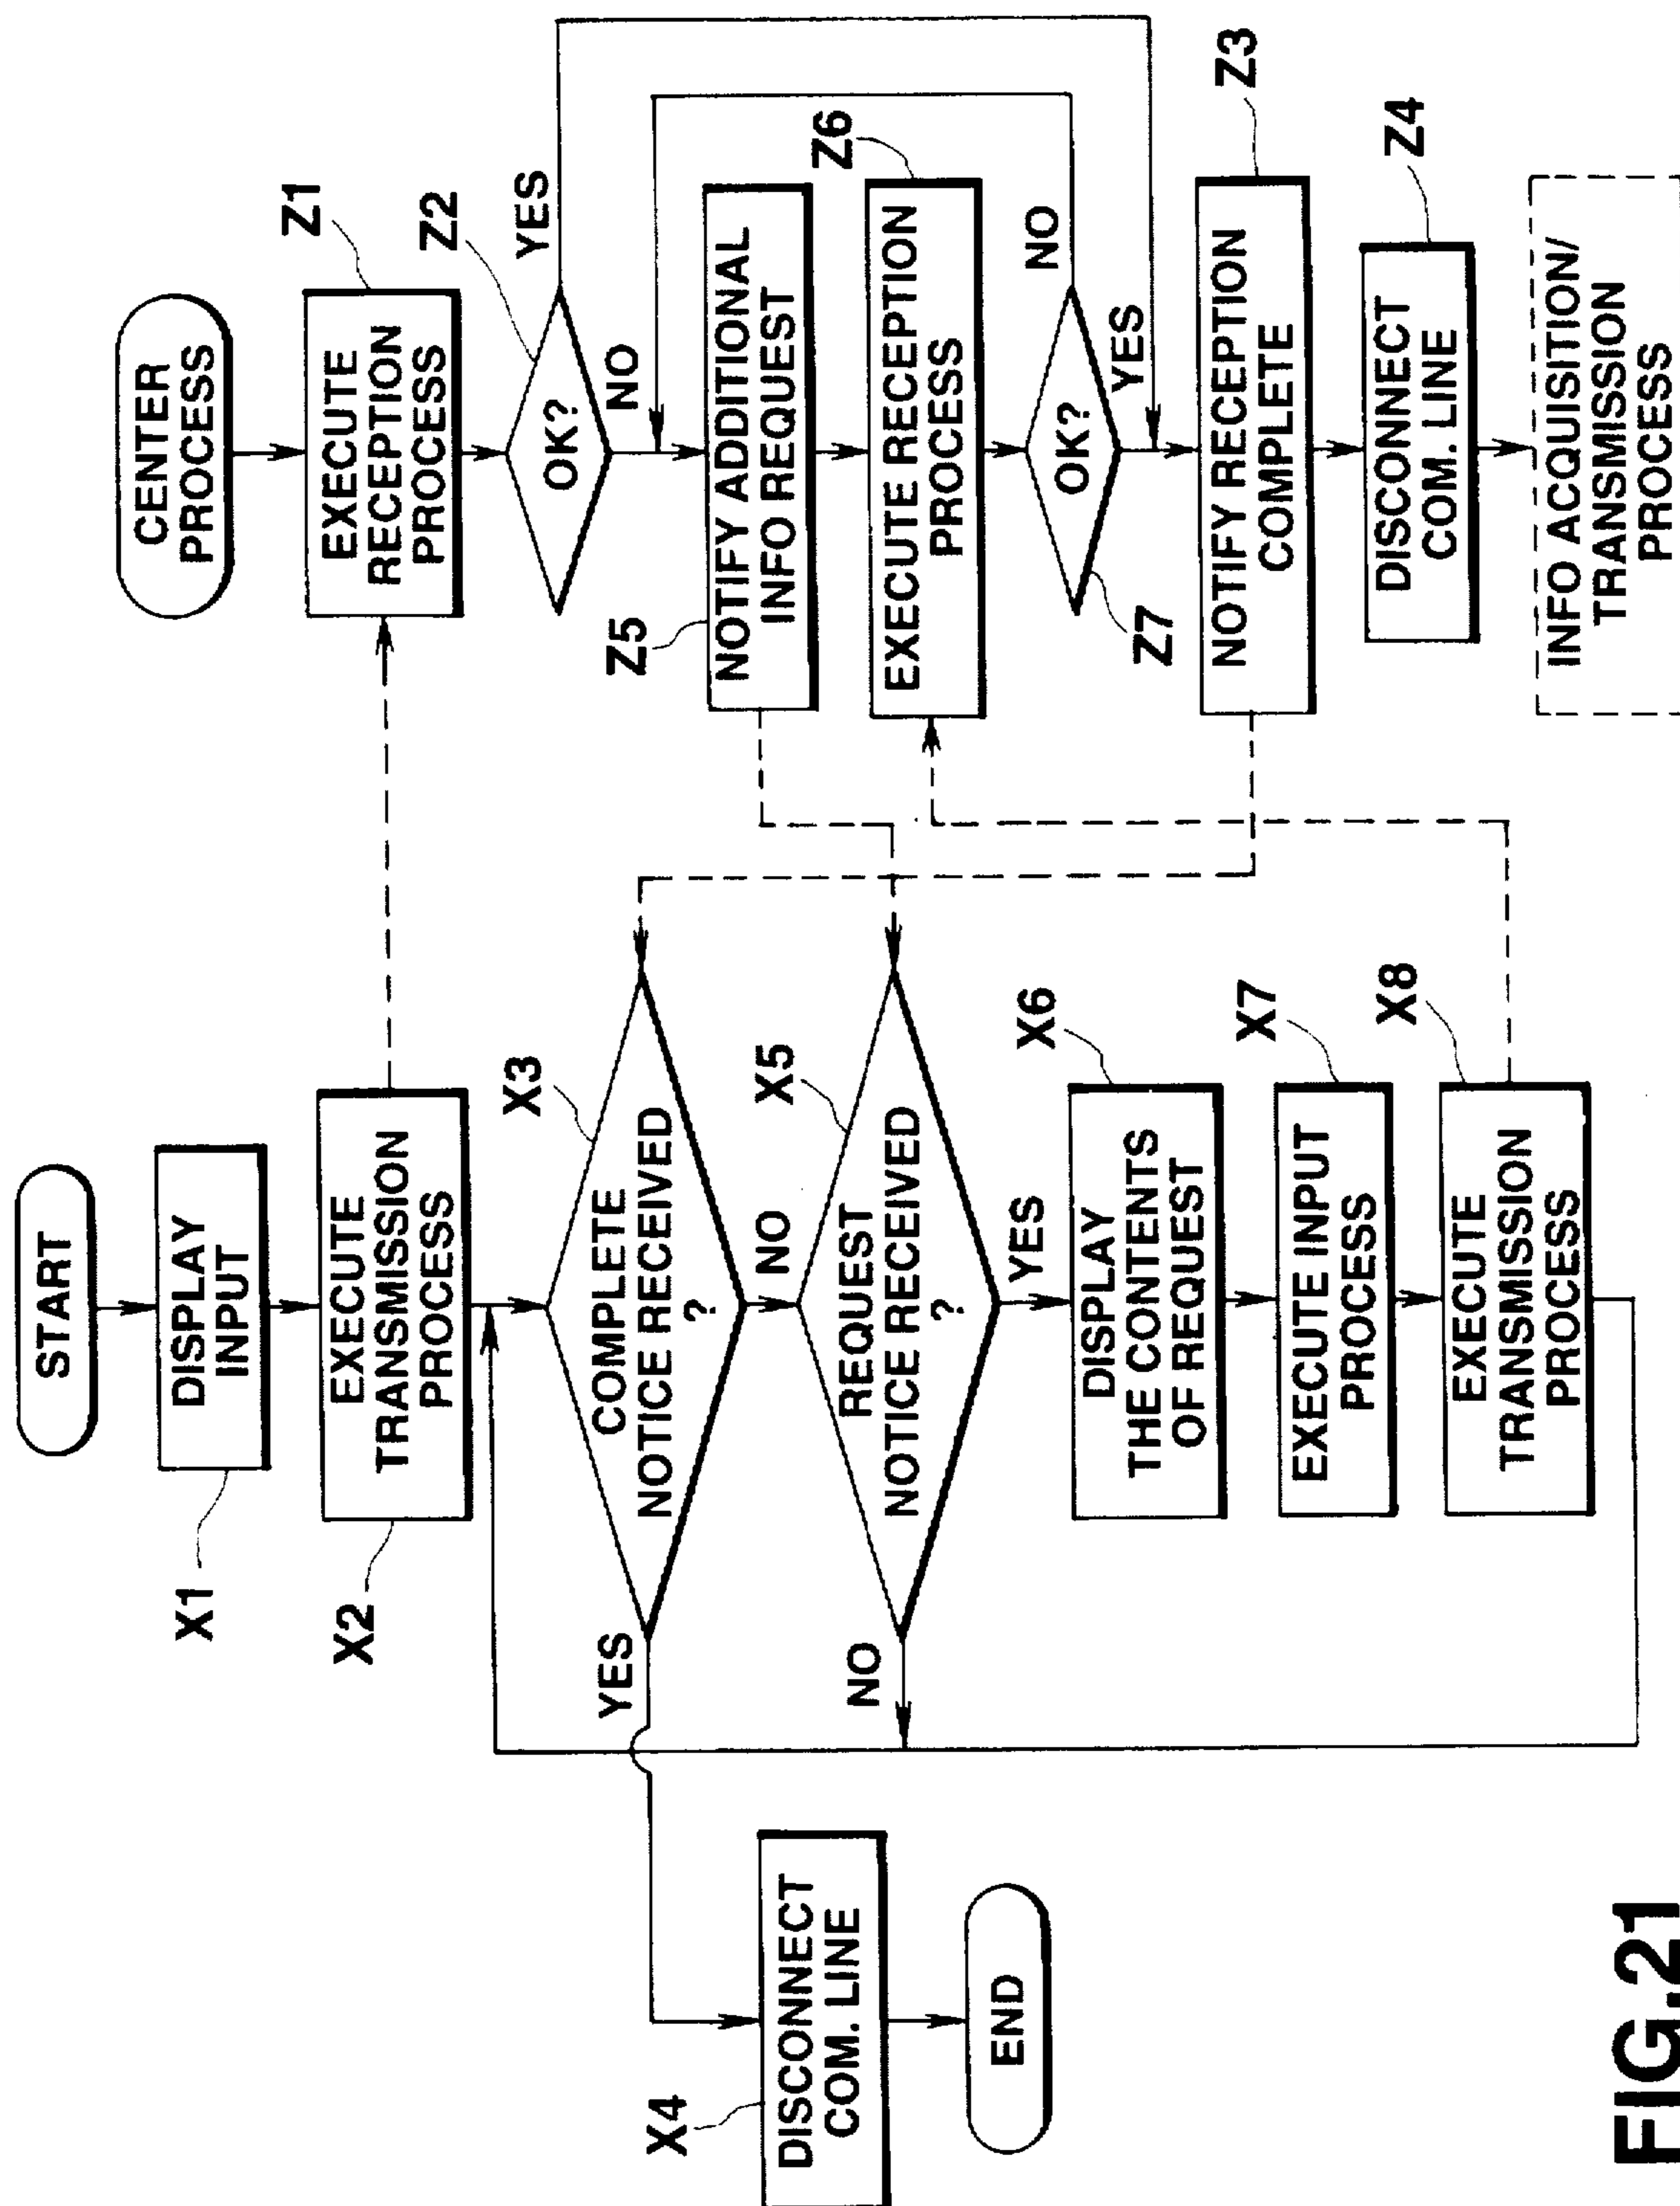 START
X1
DISPLAY
INPUT
X2
EXECUTE
TRANSMISSION
PROCESS
X3
COMPLETE
NOTICE RECEIVED
?
YES
NO
X4
DISCONNECT
COM. LINE
END
X5
REQUEST
NOTICE RECEIVED
?
NO
YES
X6
DISPLAY
THE CONTENTS
OF REQUEST
X7
EXECUTE INPUT
PROCESS
X8
EXECUTE
TRANSMISSION
PROCESS
CENTER
PROCESS
Z1
EXECUTE
RECEPTION
PROCESS
Z2
OK?
YES
NO
Z5
NOTIFY ADDITIONAL
INFO REQUEST
Z6
EXECUTE RECEPTION
PROCESS
Z7
OK?
NO
YES
Z3
NOTIFY RECEPTION
COMPLETE
Z4
DISCONNECT
COM. LINE
INFO ACQUISITION/
TRANSMISSION
PROCESS
FIG.21